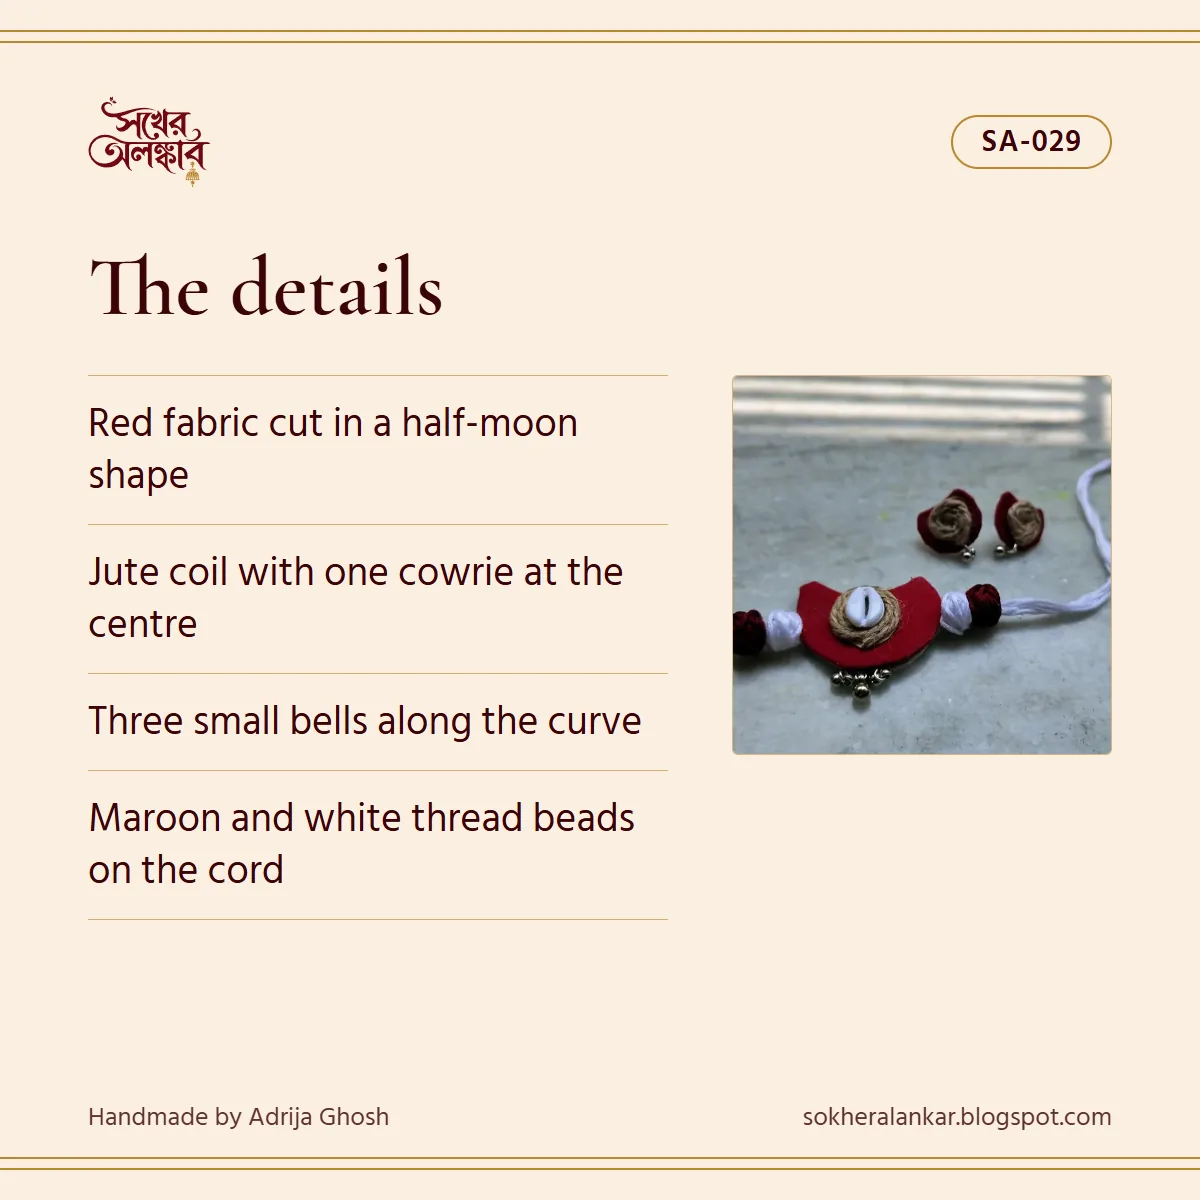 সখের
অলঙ্কার
SA-029
The details
Red fabric cut in a half-moon
shape
Jute coil with one cowrie at the
centre
Three small bells along the curve
Maroon and white thread beads
on the cord
Handmade by Adrija Ghosh
sokheralankar.blogspot.com